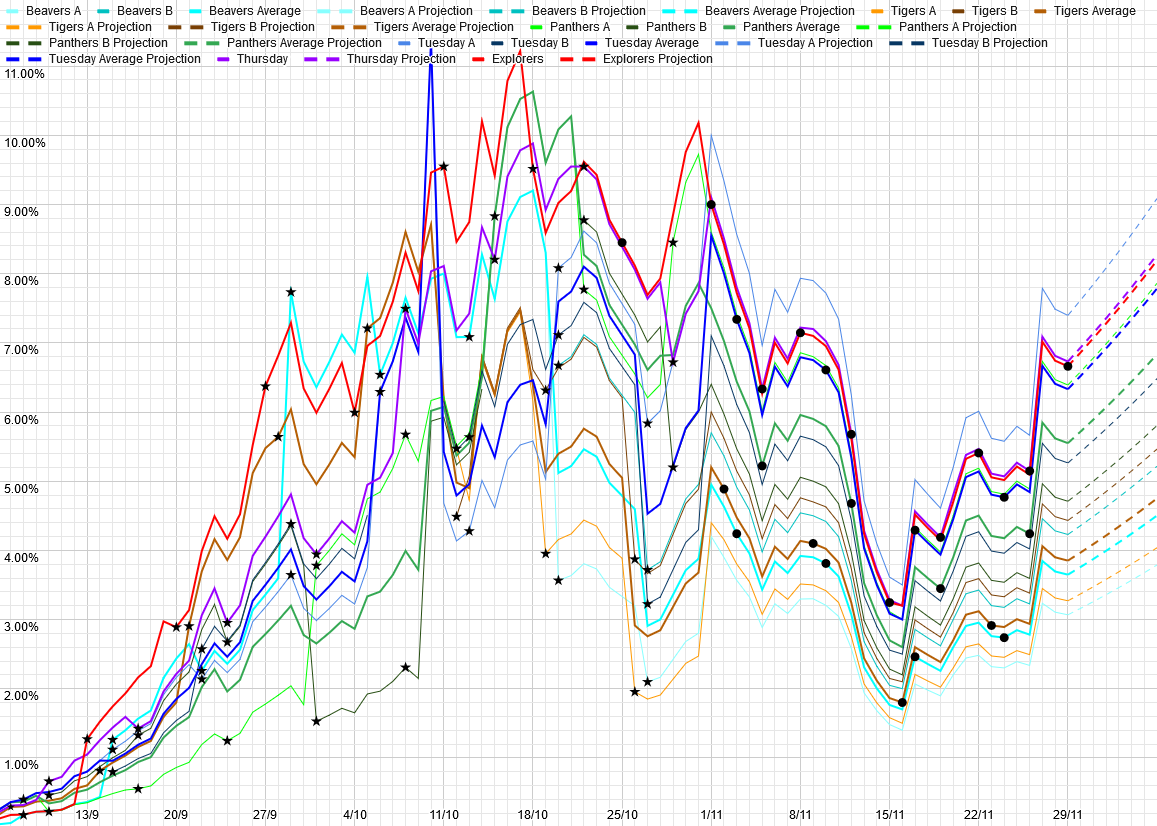 Beavers A Beavers B Beavers Average Beavers A Projection Beavers B Projection Beavers Average Projection Tigers A Tigers B Tigers Average
Tigers A Projection Tigers B Projection Tigers Average Projection Panthers A Panthers B Panthers Average Panthers A Projection
Panthers B Projection Panthers Average Projection Tuesday A Tuesday B Tuesday Average Tuesday A Projection Tuesday B Projection
Tuesday Average Projection Thursday Thursday Projection Explorers Explorers Projection
11.00%
10.00%
9.00%
8.00%
7.00%
6.00%
5.00%
4.00%
3.00%
2.00%
1.00%
13/9 20/9 27/9 4/10 11/10 18/10 25/10 1/11 8/11 15/11 22/11 29/11